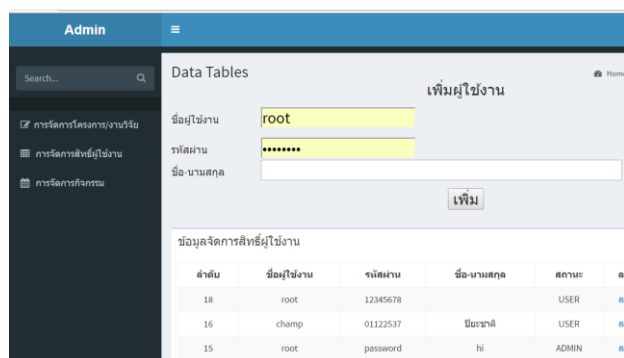 Admin
Search...
การจัดการโครงการ/งานวิจัย
การจัดการสิทธิ์ผู้ใช้งาน
การจัดการกิจกรรม
Data Tables
Home
เพิ่มผู้ใช้งาน
ชื่อผู้ใช้งาน root
รหัสผ่าน ••••••••
ชื่อ-นามสกุล
เพิ่ม
ข้อมูลจัดการสิทธิ์ผู้ใช้งาน
ลำดับ ชื่อผู้ใช้งาน รหัสผ่าน ชื่อ-นามสกุล สถานะ
18 root 12345678 USER
16 champ 01122537 ปิยะชาติ USER
15 root password hi ADMIN